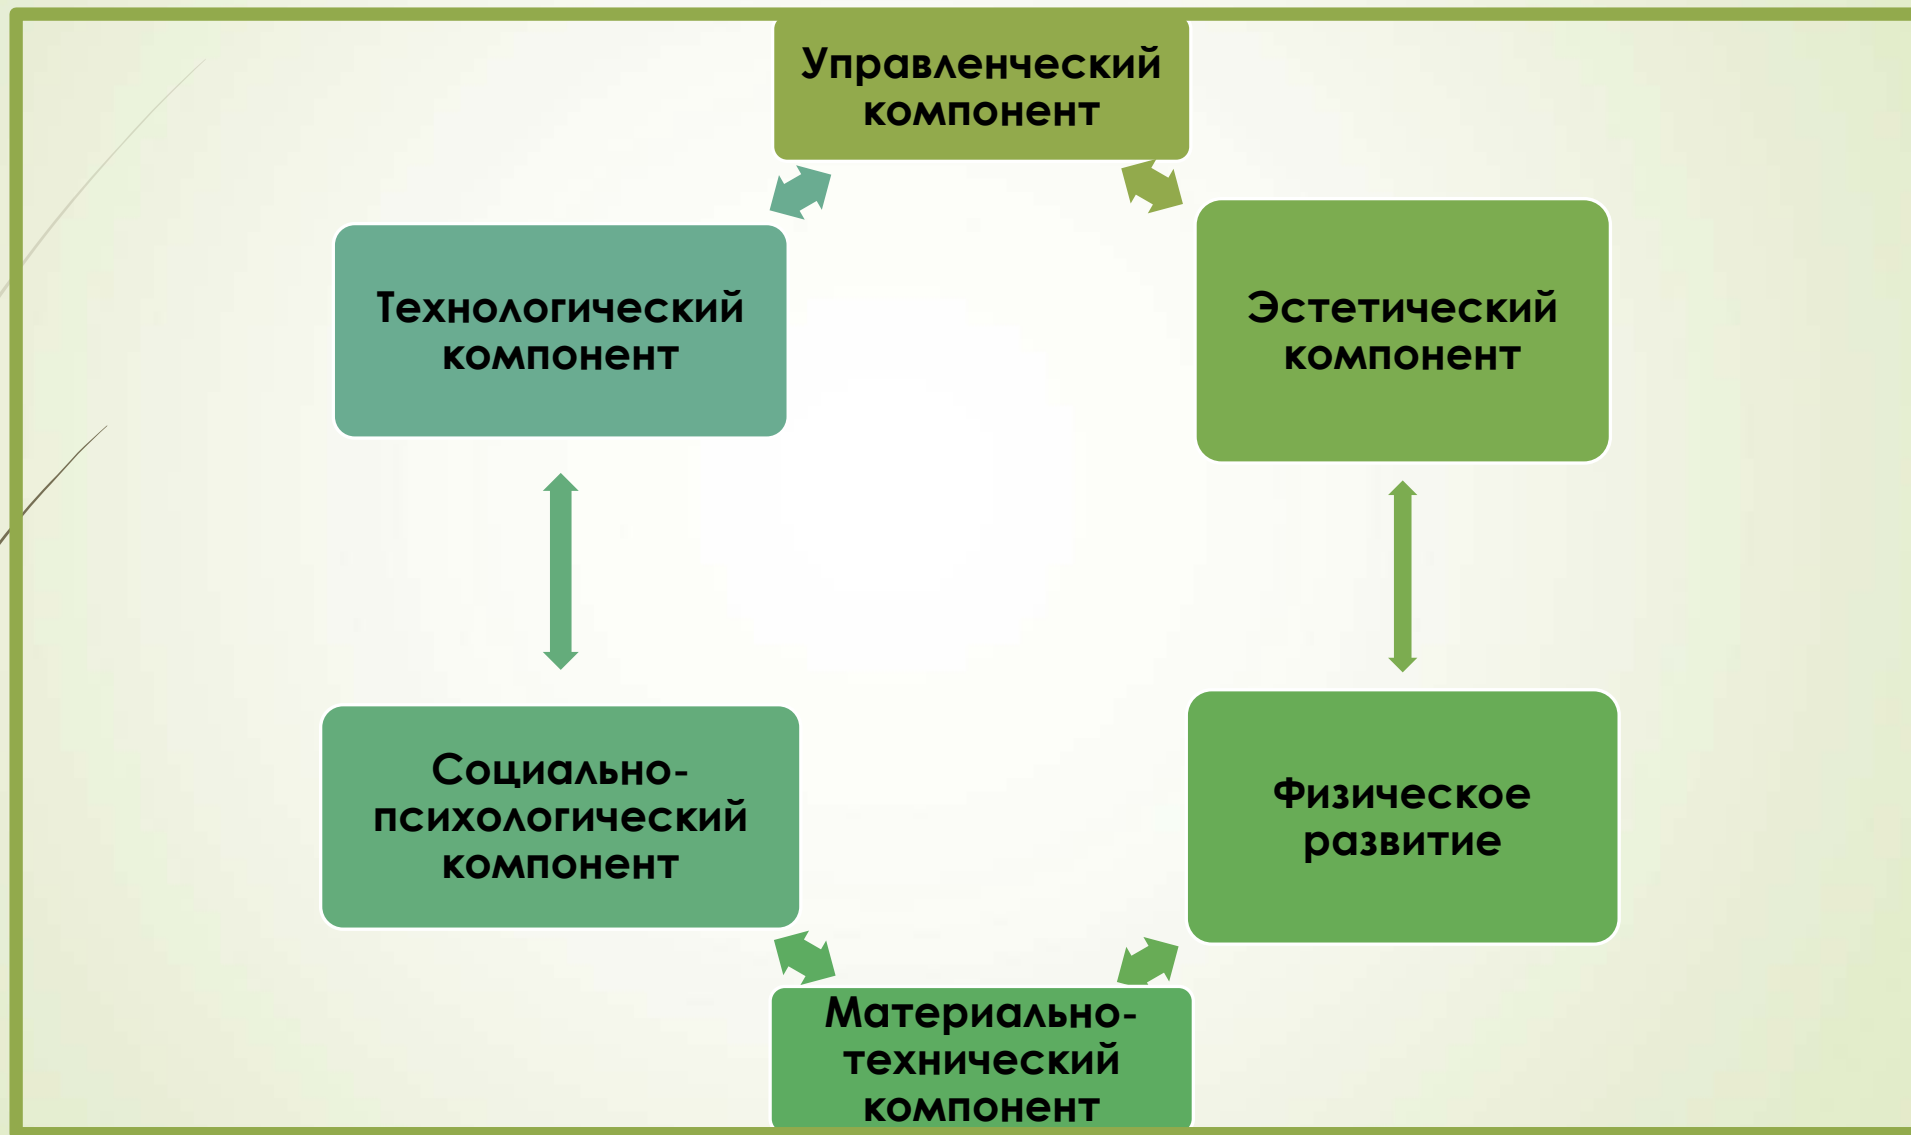 Управленческий
компонент
Технологический
компонент
Эстетический
компонент
Социально-
психологический
компонент
Физическое
развитие
Материально-
технический
компонент